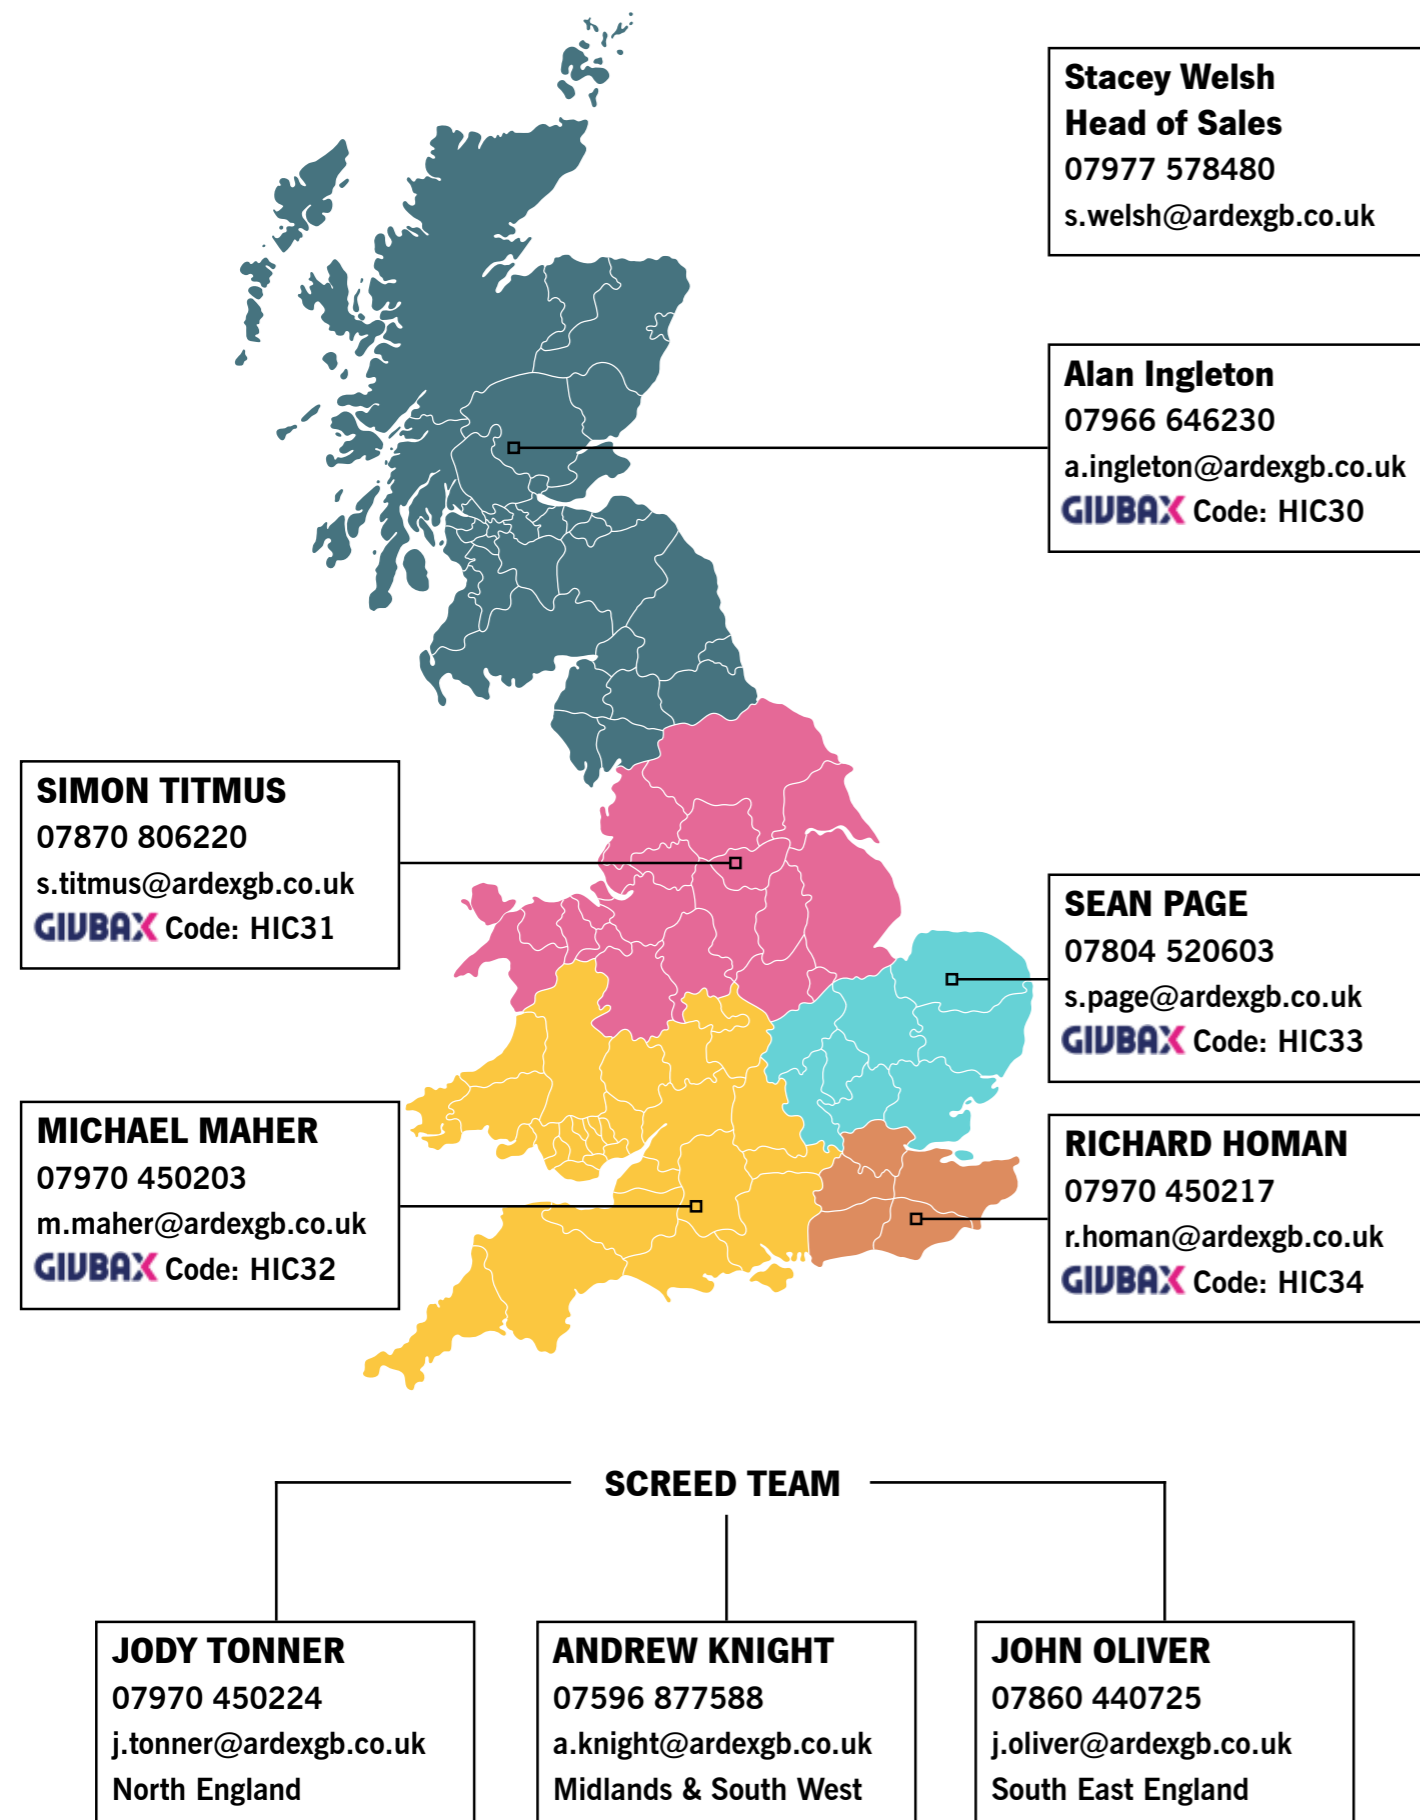 Stacey Welsh
Head of Sales
07977 578480
s.welsh@ardexgb.co.uk
Alan Ingleton
07966 646230
a.ingleton@ardexgb.co.uk
GIVBAX Code: HIC30
SIMON TITMUS
07870 806220
s.titmus@ardexgb.co.uk
GIVBAX Code: HIC31
SEAN PAGE
07804 520603
s.page@ardexgb.co.uk
GIVBAX Code: HIC33
MICHAEL MAHER
07970 450203
m.maher@ardexgb.co.uk
GIVBAX Code: HIC32
RICHARD HOMAN
07970 450217
r.homan@ardexgb.co.uk
GIVBAX Code: HIC34
SCREED TEAM
JODY TONNER
07970 450224
j.tonner@ardexgb.co.uk
North England
ANDREW KNIGHT
07596 877588
a.knight@ardexgb.co.uk
Midlands & South West
JOHN OLIVER
07860 440725
j.oliver@ardexgb.co.uk
South East England